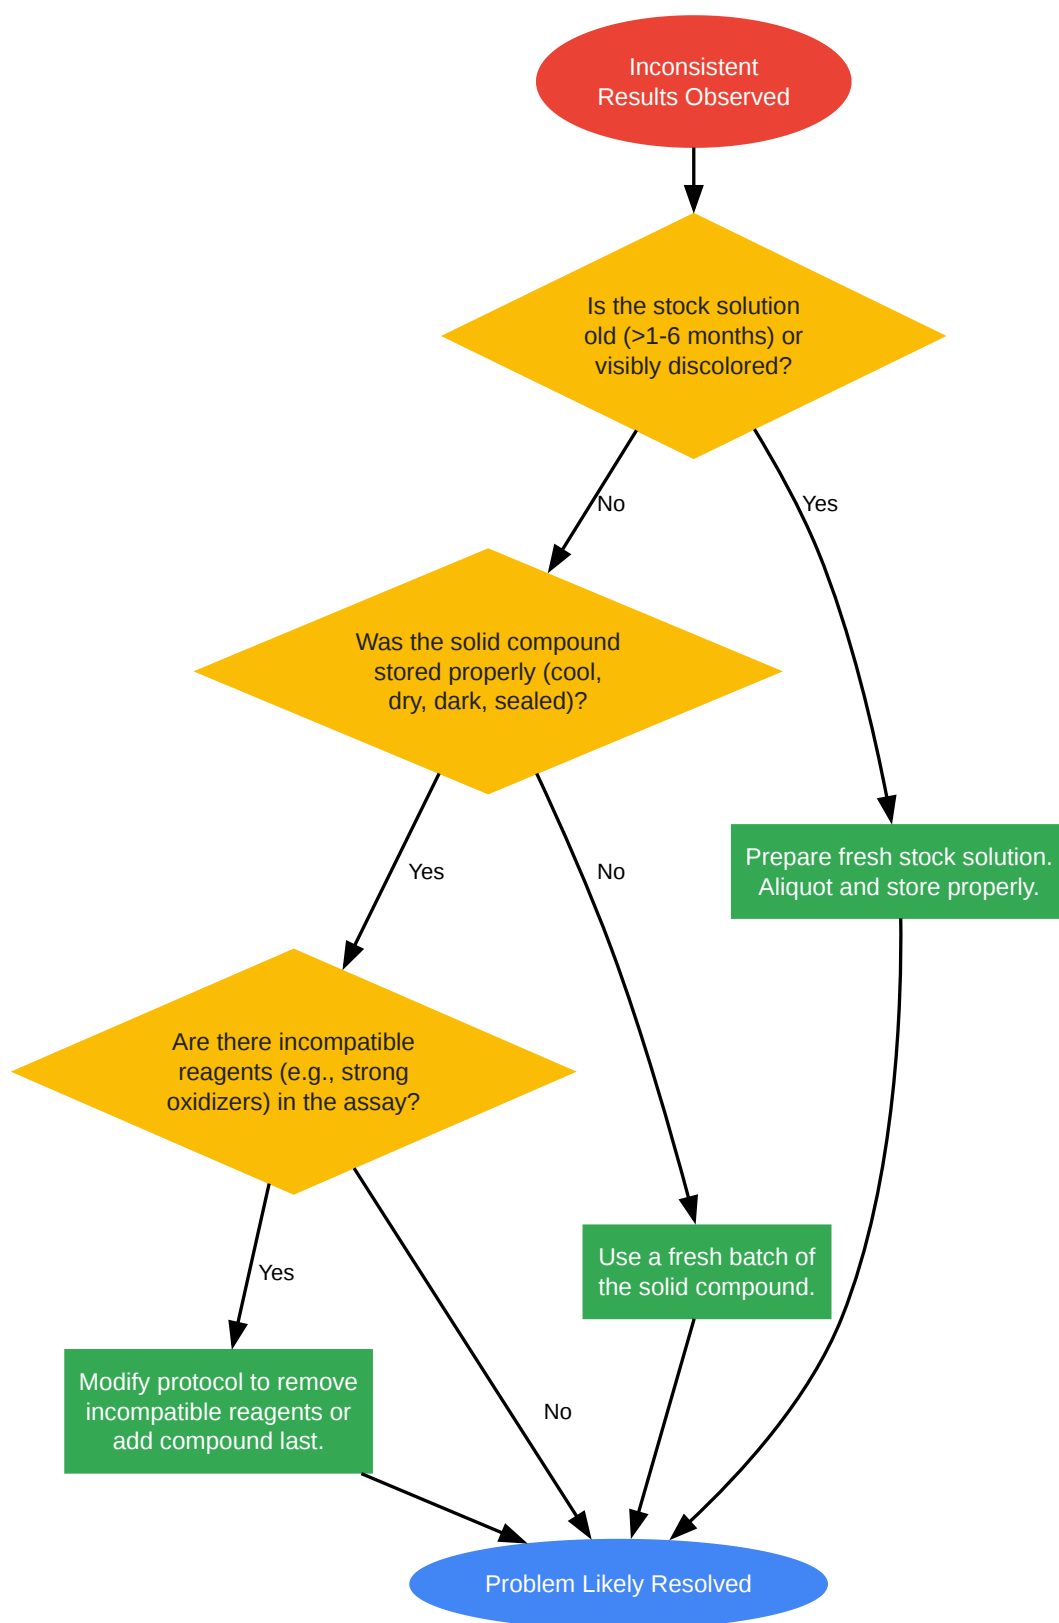 Inconsistent
Results Observed
Is the stock solution
old (>1-6 months) or
visibly discolored?
No
Yes
Was the solid compound
stored properly (cool,
dry, dark, sealed)?
Yes
No
Prepare fresh stock solution.
Aliquot and store properly.
Are there incompatible
reagents (e.g., strong
oxidizers) in the assay?
Yes
No
Use a fresh batch of
the solid compound.
Modify protocol to remove
incompatible reagents or
add compound last.
Problem Likely Resolved